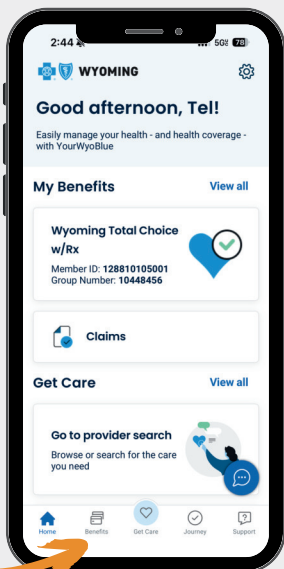 2:44
5G
78
WYOMING
Good afternoon, Tel!
Easily manage your health - and health coverage -
with YourWyoBlue
My Benefits View all
Wyoming Total Choice
w/Rx
Member ID: 128810105001
Group Number: 10448456
Claims
Get Care View all
Go to provider search
Browse or search for the care
you need
Home Benefits Get Care Journey Support